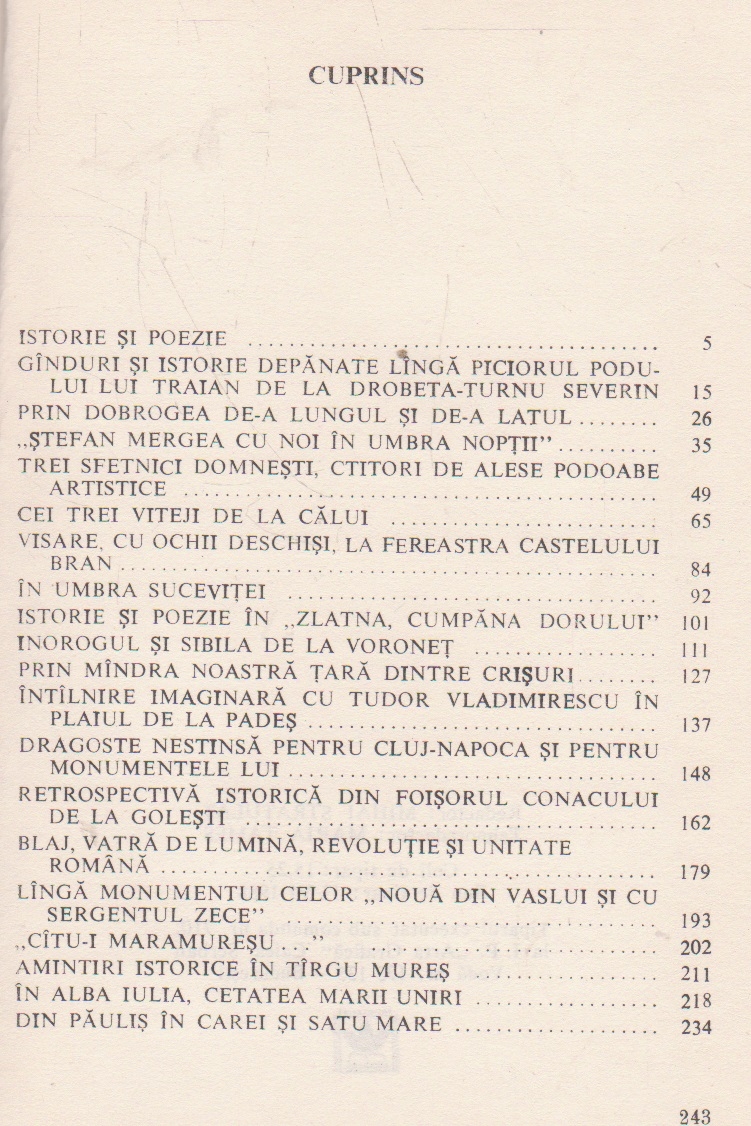 CUPRINS
ISTORIE ȘI POEZIE ........................................ 5
GÎNDURI ȘI ISTORIE DEPĂNATE LÎNGĂ PICIORUL PODU-
LUI LUI TRAIAN DE LA DROBETA-TURNU SEVERIN 15
PRIN DOBROGEA DE-A LUNGUL ȘI DE-A LATUL ........ 26
„ȘTEFAN MERGEA CU NOI ÎN UMBRA NOPȚII” .......... 35
TREI SFETNICI DOMNEȘTI, CTITORI DE ALESE PODOABE
ARTISTICE .............................................. 49
CEI TREI VITEJI DE LA CĂLUI .......................... 65
VISARE, CU OCHII DESCHIȘI, LA FEREASTRA CASTELULUI
BRAN .................................................... 84
ÎN UMBRA SUCEVIȚEI .................................... 92
ISTORIE ȘI POEZIE ÎN „ZLATNA, CUMPĂNA DORULUI” 101
INOROGUL ȘI SIBILA DE LA VORONEȚ .................. 111
PRIN MÎNDRA NOASTRĂ ȚARĂ DINTRE CRIȘURI ........ 127
ÎNTÎLNIRE IMAGINARĂ CU TUDOR VLADIMIRESCU ÎN
PLAIUL DE LA PADEȘ .................................. 137
DRAGOSTE NESTINSĂ PENTRU CLUJ-NAPOCA ȘI PENTRU
MONUMENTELE LUI .................................... 148
RETROSPECTIVĂ ISTORICĂ DIN FOIȘORUL CONACULUI
DE LA GOLEȘTI ........................................ 162
BLAJ, VATRĂ DE LUMINĂ, REVOLUȚIE ȘI UNITATE
ROMÂNĂ ................................................ 179
LÎNGĂ MONUMENTUL CELOR „NOUĂ DIN VASLUI ȘI CU
SERGENTUL ZECE” .................................... 193
„CÎTU-I MARAMUREȘU...” ................................ 202
AMINTIRI ISTORICE ÎN TÎRGU MUREȘ .................. 211
ÎN ALBA IULIA, CETATEA MARII UNIRI .................. 218
DIN PĂULIȘ ÎN CAREI ȘI SATU MARE .................... 234
243